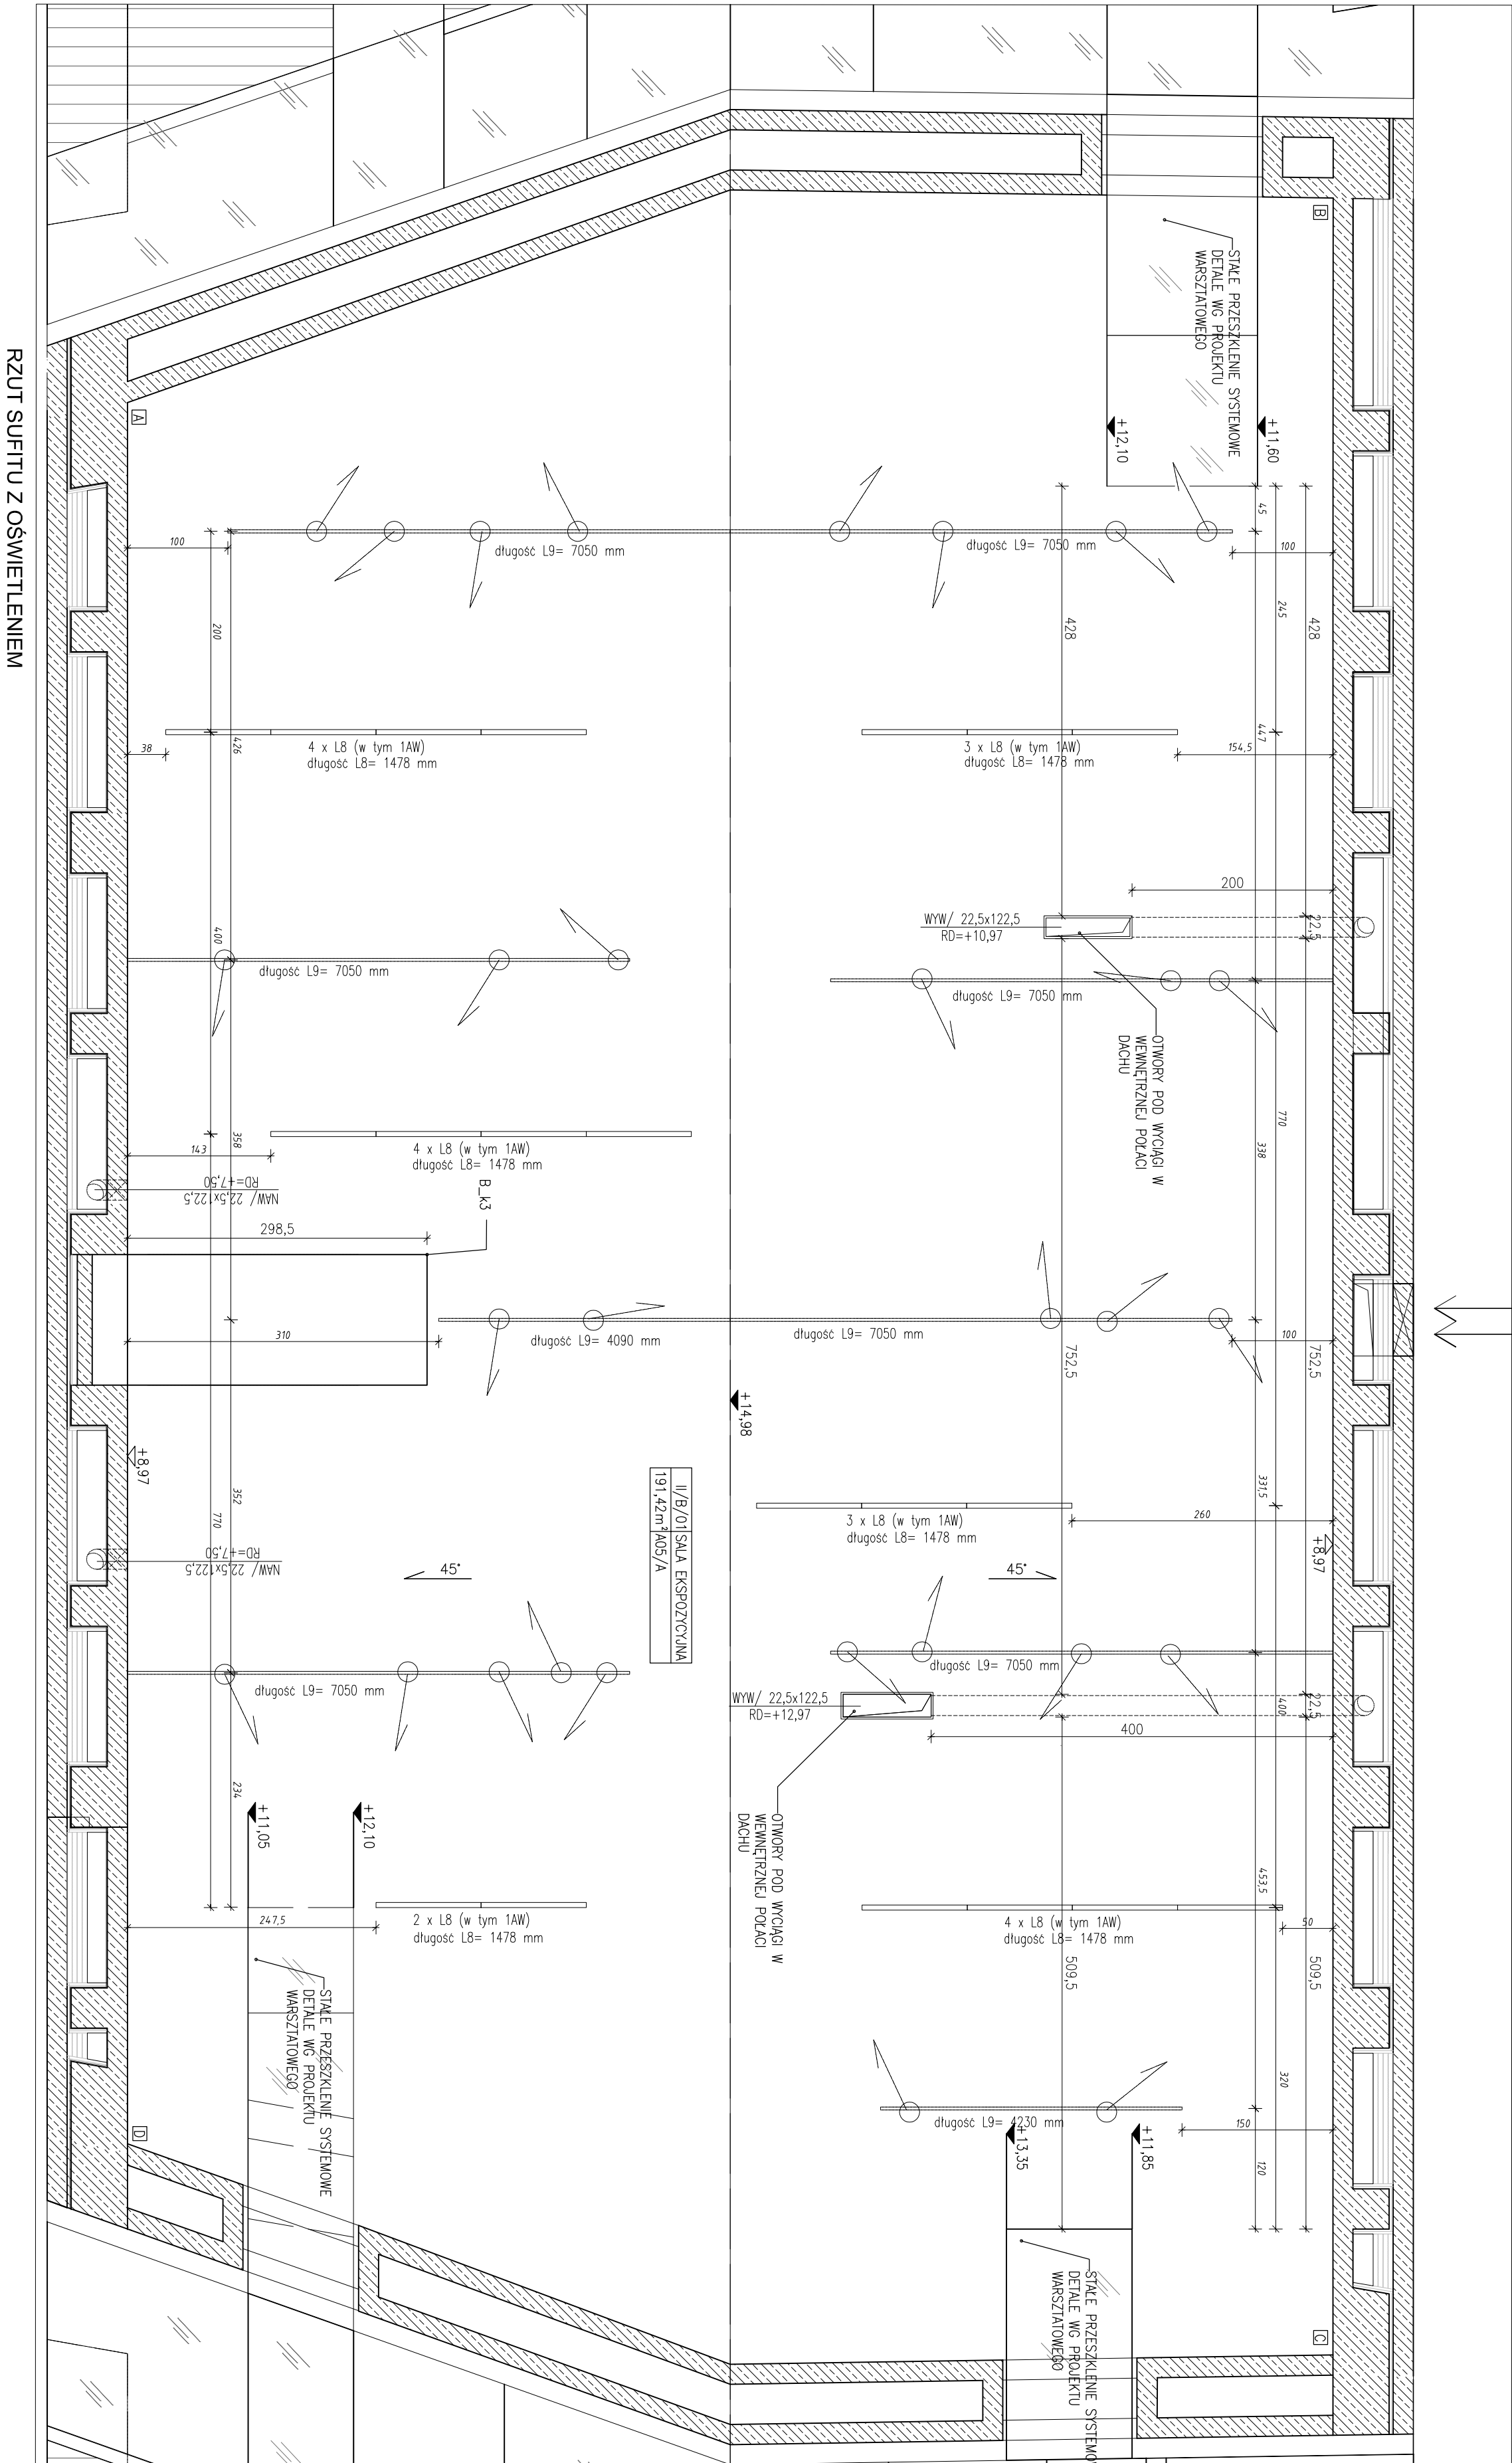 RZUT SUFITU Z OŚWIETLENIEM
B
STAŁE PRZESZKLENIE SYSTEMOWE
DETALE WG PROJEKTU
WARSZTATOWEGO
+12,10
+11,60
A
100
długość L9= 7050 mm
długość L9= 7050 mm
45
100
200
428
245
428
426
38
4 x L8 (w tym 1AW)
długość L8= 1478 mm
3 x L8 (w tym 1AW)
długość L8= 1478 mm
447
154,5
200
WYW/ 22,5x122,5
RD=+10,97
22,5
400
długość L9= 7050 mm
długość L9= 7050 mm
OTWORY POD WYCIĄGI W
WEWNĘTRZNEJ POŁACI
DACHU
770
338
358
143
4 x L8 (w tym 1AW)
długość L8= 1478 mm
NAW/ 22,5x122,5
RD=+7,50
B_k3
298,5
310
długość L9= 4090 mm
długość L9= 7050 mm
100
752,5
752,5
+14,98
+8,97
352
770
II/B/01 SALA EKSPOZYCYJNA
191,42m² A05/A
331,5
3 x L8 (w tym 1AW)
długość L8= 1478 mm
260
+8,97
NAW/ 22,5x122,5
RD=+7,50
45°
45°
długość L9= 7050 mm
długość L9= 7050 mm
WYW/ 22,5x122,5
RD=+12,97
400
22,5
400
234
+11,05
+12,10
OTWORY POD WYCIĄGI W
WEWNĘTRZNEJ POŁACI
DACHU
453,5
247,5
2 x L8 (w tym 1AW)
długość L8= 1478 mm
4 x L8 (w tym 1AW)
długość L8= 1478 mm
50
509,5
509,5
STAŁE PRZESZKLENIE SYSTEMOWE
DETALE WG PROJEKTU
WARSZTATOWEGO
320
długość L9= 4230 mm
150
+13,35
+11,85
120
D
STAŁE PRZESZKLENIE SYSTEMO
DETALE WG PROJEKTU
WARSZTATOWEGO
C